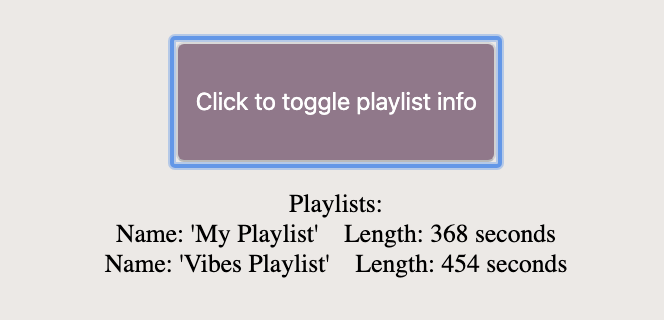 Click to toggle playlist info
Playlists:
Name: 'My Playlist' Length: 368 seconds
Name: 'Vibes Playlist' Length: 454 seconds